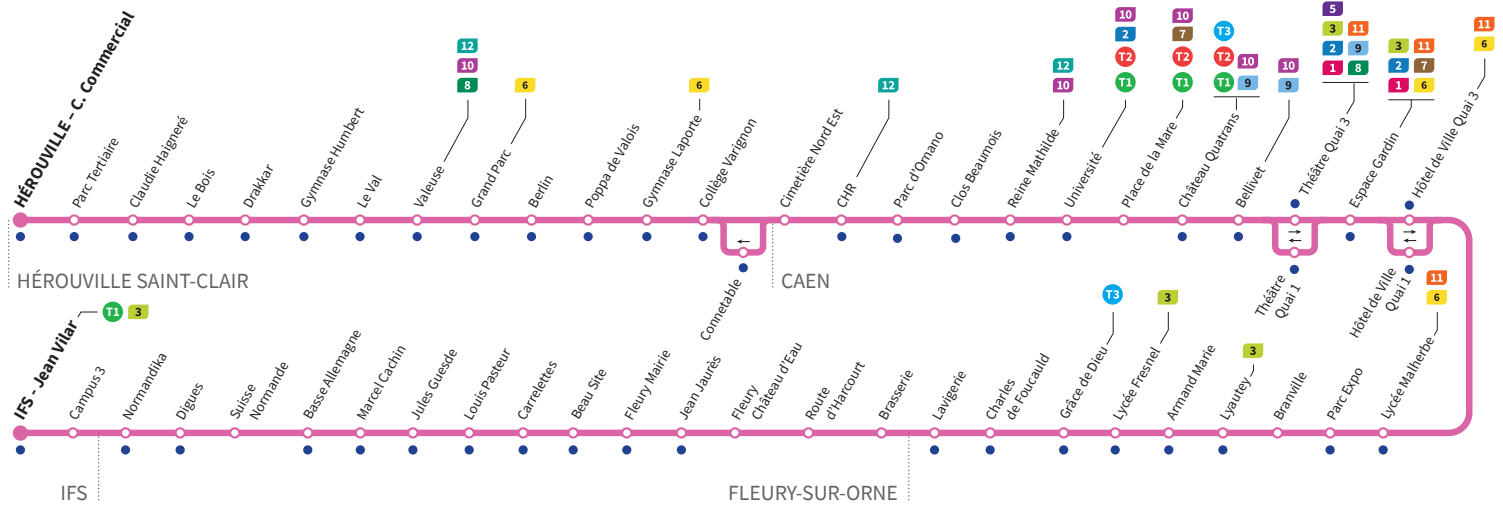 HÉROUVILLE – C. Commercial
Parc Tertiaire
Claudie Haigneré
Le Bois
Drakkar
Gymnase Humbert
Le Val
Valeuse
12
10
8
Grand Parc
6
Berlin
Poppa de Valois
Gymnase Laporte
6
Collège Varignon
Connetable
Cimetière Nord Est
CHR
12
Parc d'Ornano
Clos Beaumois
Reine Mathilde
12
10
Université
10
2
T2
T1
Place de la Mare
10
7
T2
T1
Château Quatrans
T3
T2 10
T1 9
Bellivet
10
9
Théâtre Quai 3
5
3 11
2 9
1 8
Théâtre
Quai 1
Espace Gardin
3 11
2 7
1 6
Hôtel de Ville Quai 3
11
6
Hôtel de Ville
Quai 1
HÉROUVILLE SAINT-CLAIR
CAEN
IFS - Jean Vilar
T1 3
Campus 3
Normandika
Digues
Suisse
Normande
Basse Allemagne
Marcel Cachin
Jules Guesde
Louis Pasteur
Carrelettes
Beau Site
Fleury Mairie
Jean Jaurès
Fleury
Château d'Eau
Route
d'Harcourt
Brasserie
Lavigerie
Charles
de Foucauld
Grâce de Dieu
T3
Lycée Fresnel
3
Armand Marie
Lyautey
3
Branville
Parc Expo
Lycée Malherbe
11
6
IFS
FLEURY-SUR-ORNE